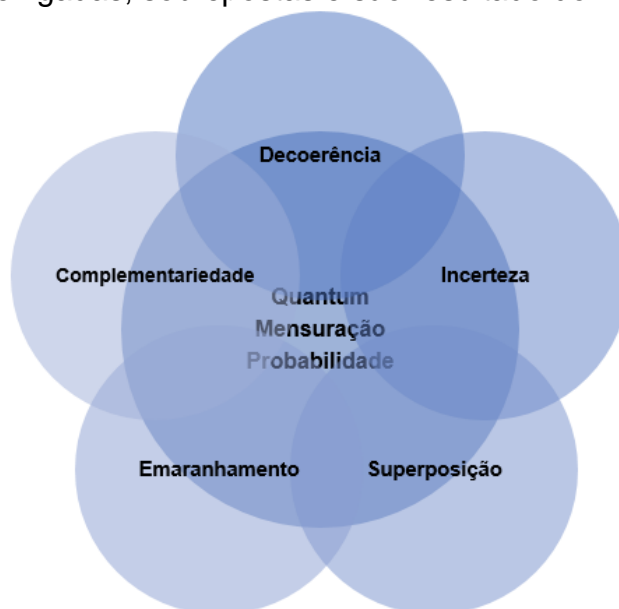 Decoerência
Complementariedade
Incerteza
Quantum
Mensuração
Probabilidade
Emaranhamento
Superposição